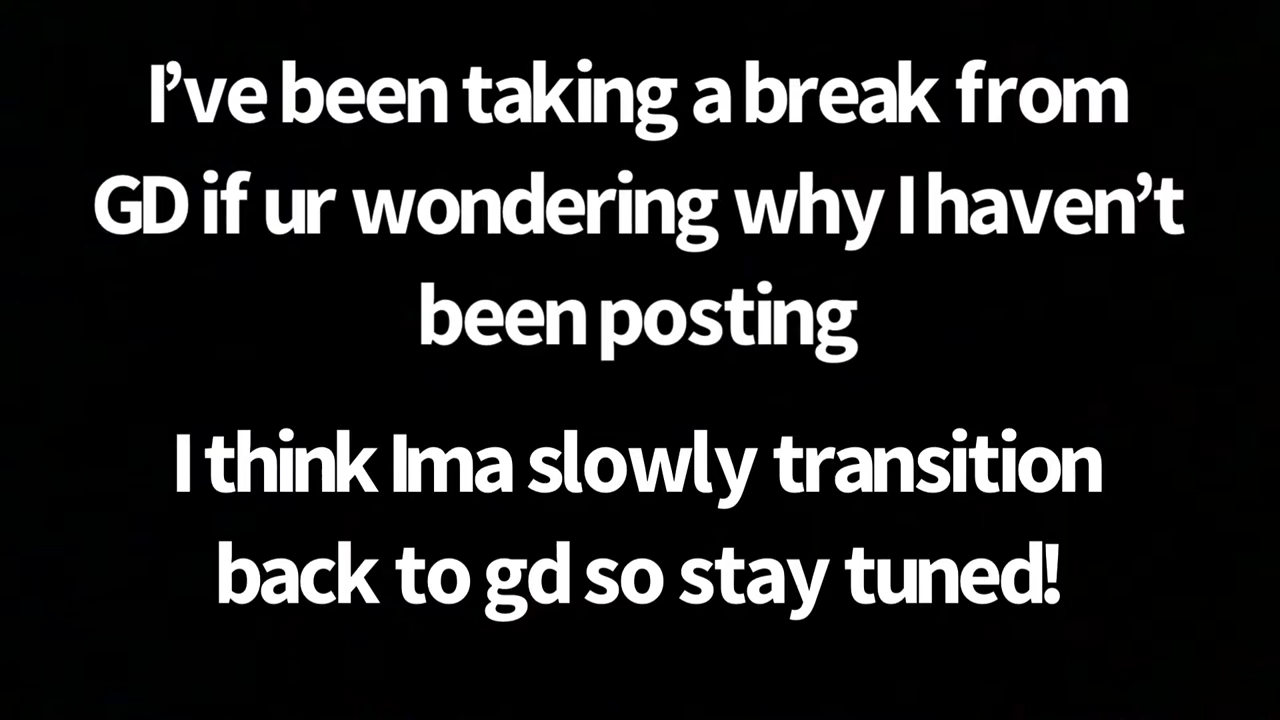 I’ve been taking a break from
GD if ur wondering why I haven’t
been posting
I think Ima slowly transition
back to gd so stay tuned!